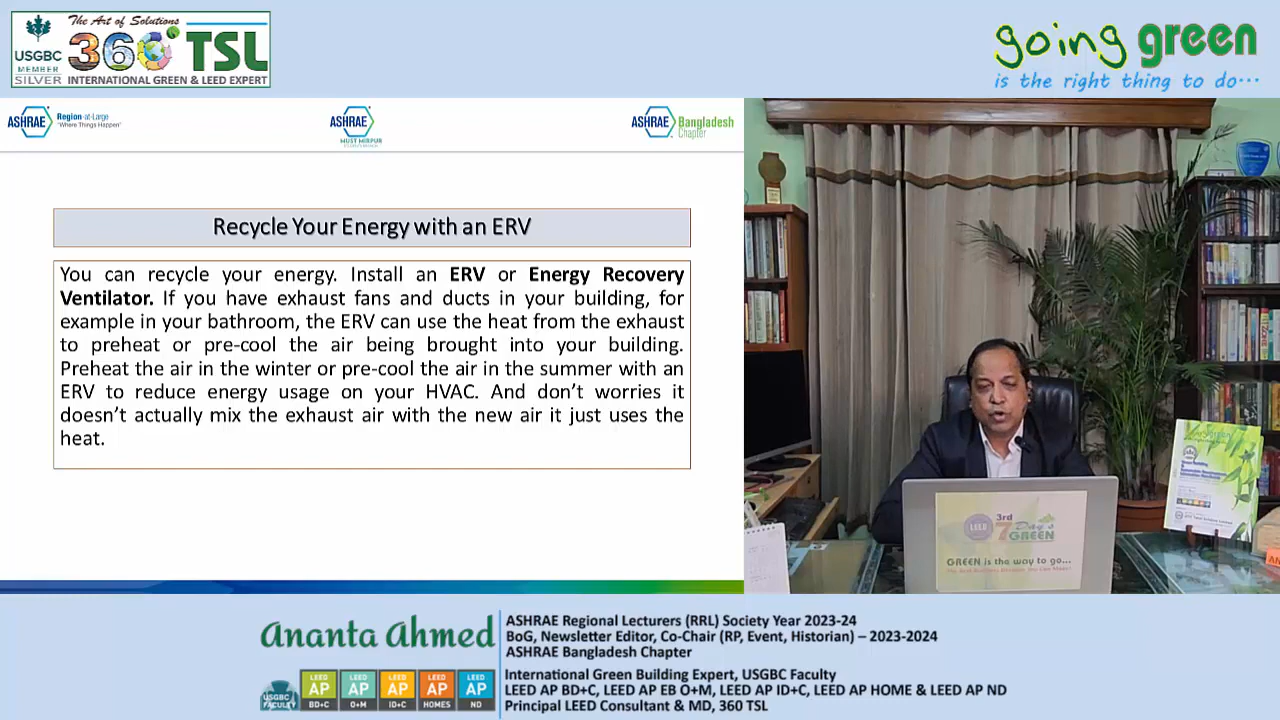 The Art of Solutions
USGBC
MEMBER
SILVER
360 TSL
INTERNATIONAL GREEN & LEED EXPERT
going green
is the right thing to do...
ASHRAE Region-at-Large
"Where Things Happen"
ASHRAE
MUST MIRPUR
ASHRAE Bangladesh
Chapter
Recycle Your Energy with an ERV
You can recycle your energy. Install an ERV or Energy Recovery
Ventilator. If you have exhaust fans and ducts in your building, for
example in your bathroom, the ERV can use the heat from the exhaust
to preheat or pre-cool the air being brought into your building.
Preheat the air in the winter or pre-cool the air in the summer with an
ERV to reduce energy usage on your HVAC. And don't worries it
doesn't actually mix the exhaust air with the new air it just uses the
heat.
LEED
3rd
7 Day's
GREEN
GREEN is the way to go...
Ananta Ahmed
ASHRAE Regional Lecturers (RRL) Society Year 2023-24
BoG, Newsletter Editor, Co-Chair (RP, Event, Historian) – 2023-2024
ASHRAE Bangladesh Chapter
International Green Building Expert, USGBC Faculty
LEED AP BD+C, LEED AP EB O+M, LEED AP ID+C, LEED AP HOME & LEED AP ND
Principal LEED Consultant & MD, 360 TSL
USGBC
FACULTY
LEED AP BD+C
LEED AP O+M
LEED AP ID+C
LEED AP HOMES
LEED AP ND